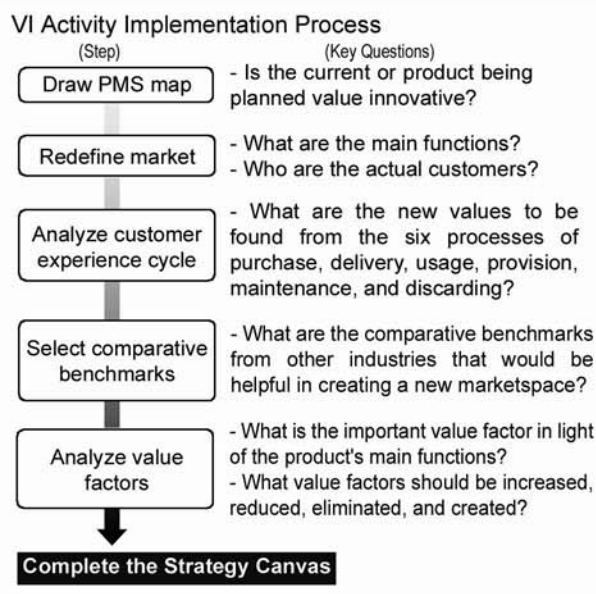 VI Activity Implementation Process
(Step)
(Key Questions)
Draw PMS map
- Is the current or product being
planned value innovative?
Redefine market
- What are the main functions?
- Who are the actual customers?
Analyze customer
experience cycle
- What are the new values to be
found from the six processes of
purchase, delivery, usage, provision,
maintenance, and discarding?
Select comparative
benchmarks
- What are the comparative benchmarks
from other industries that would be
helpful in creating a new marketspace?
Analyze value
factors
- What is the important value factor in light
of the product's main functions?
- What value factors should be increased,
reduced, eliminated, and created?
Complete the Strategy Canvas